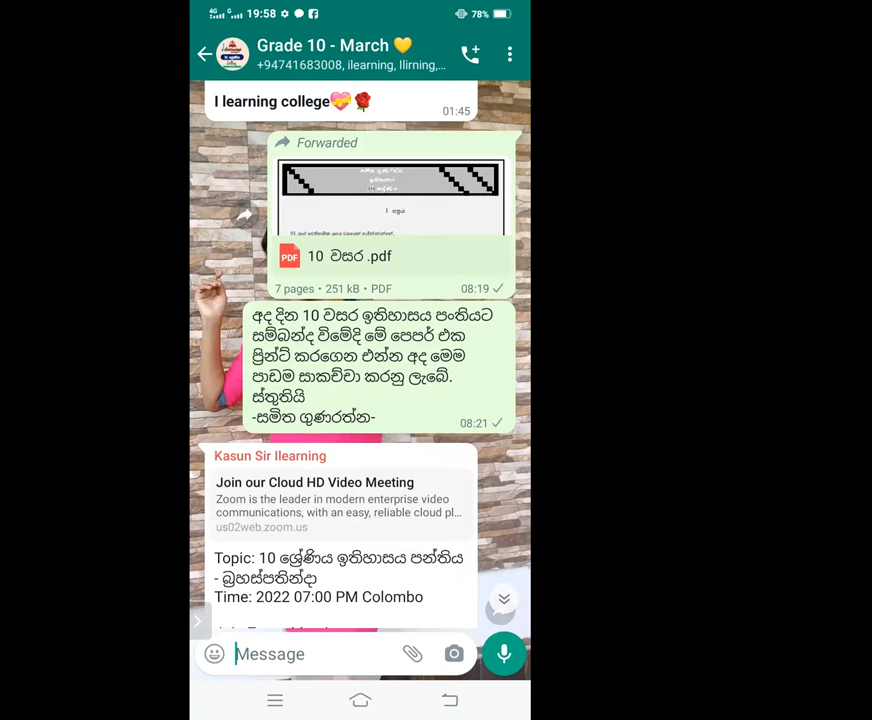 19:58
78%
Grade 10 - March 💛
+94741683008, ilearning, Ilirning,...
I learning college💝🌹
01:45
Forwarded
10 වසර .pdf
7 pages • 251 kB • PDF
08:19
අද දින 10 වසර ඉතිහාසය පංතියට
සම්බන්ද විමේදි මේ පෙපර් එක
ප්‍රින්ට් කරගෙන එන්න අද මෙම
පාඩම සාකච්චා කරනු ලැබේ.
ස්තූතියි
-සමිත ගුණරත්න-
08:21
Kasun Sir Ilearning
Join our Cloud HD Video Meeting
Zoom is the leader in modern enterprise video
communications, with an easy, reliable cloud pl...
us02web.zoom.us
Topic: 10 ශ්‍රේණිය ඉතිහාසය පන්තිය
- බ්‍රහස්පතින්දා
Time: 2022 07:00 PM Colombo
Message